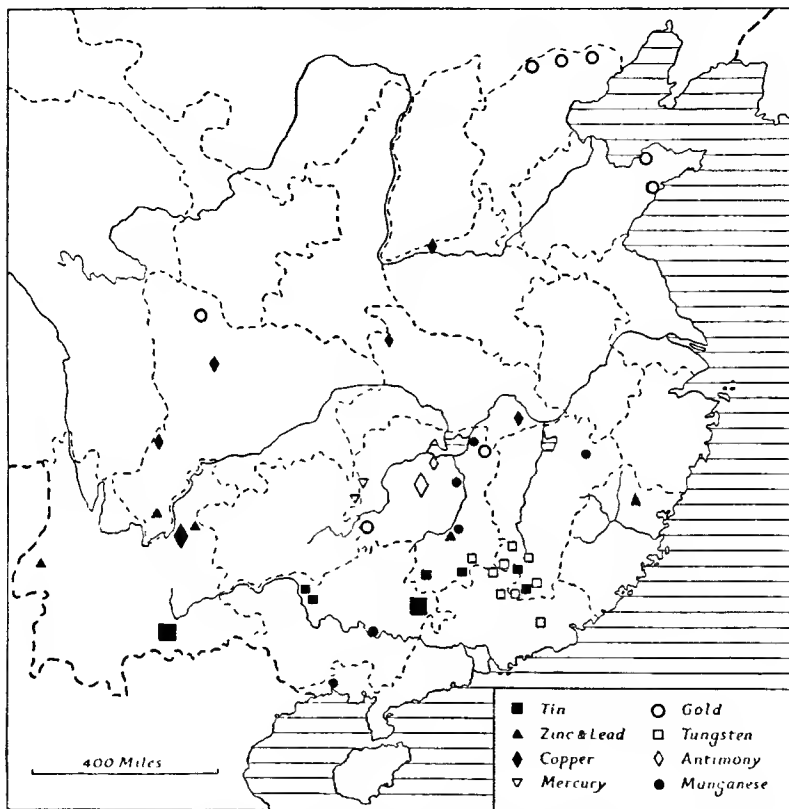 Tin
Zinc & Lead
Copper
Mercury
Gold
Tungsten
Antimony
Manganese
400 Miles